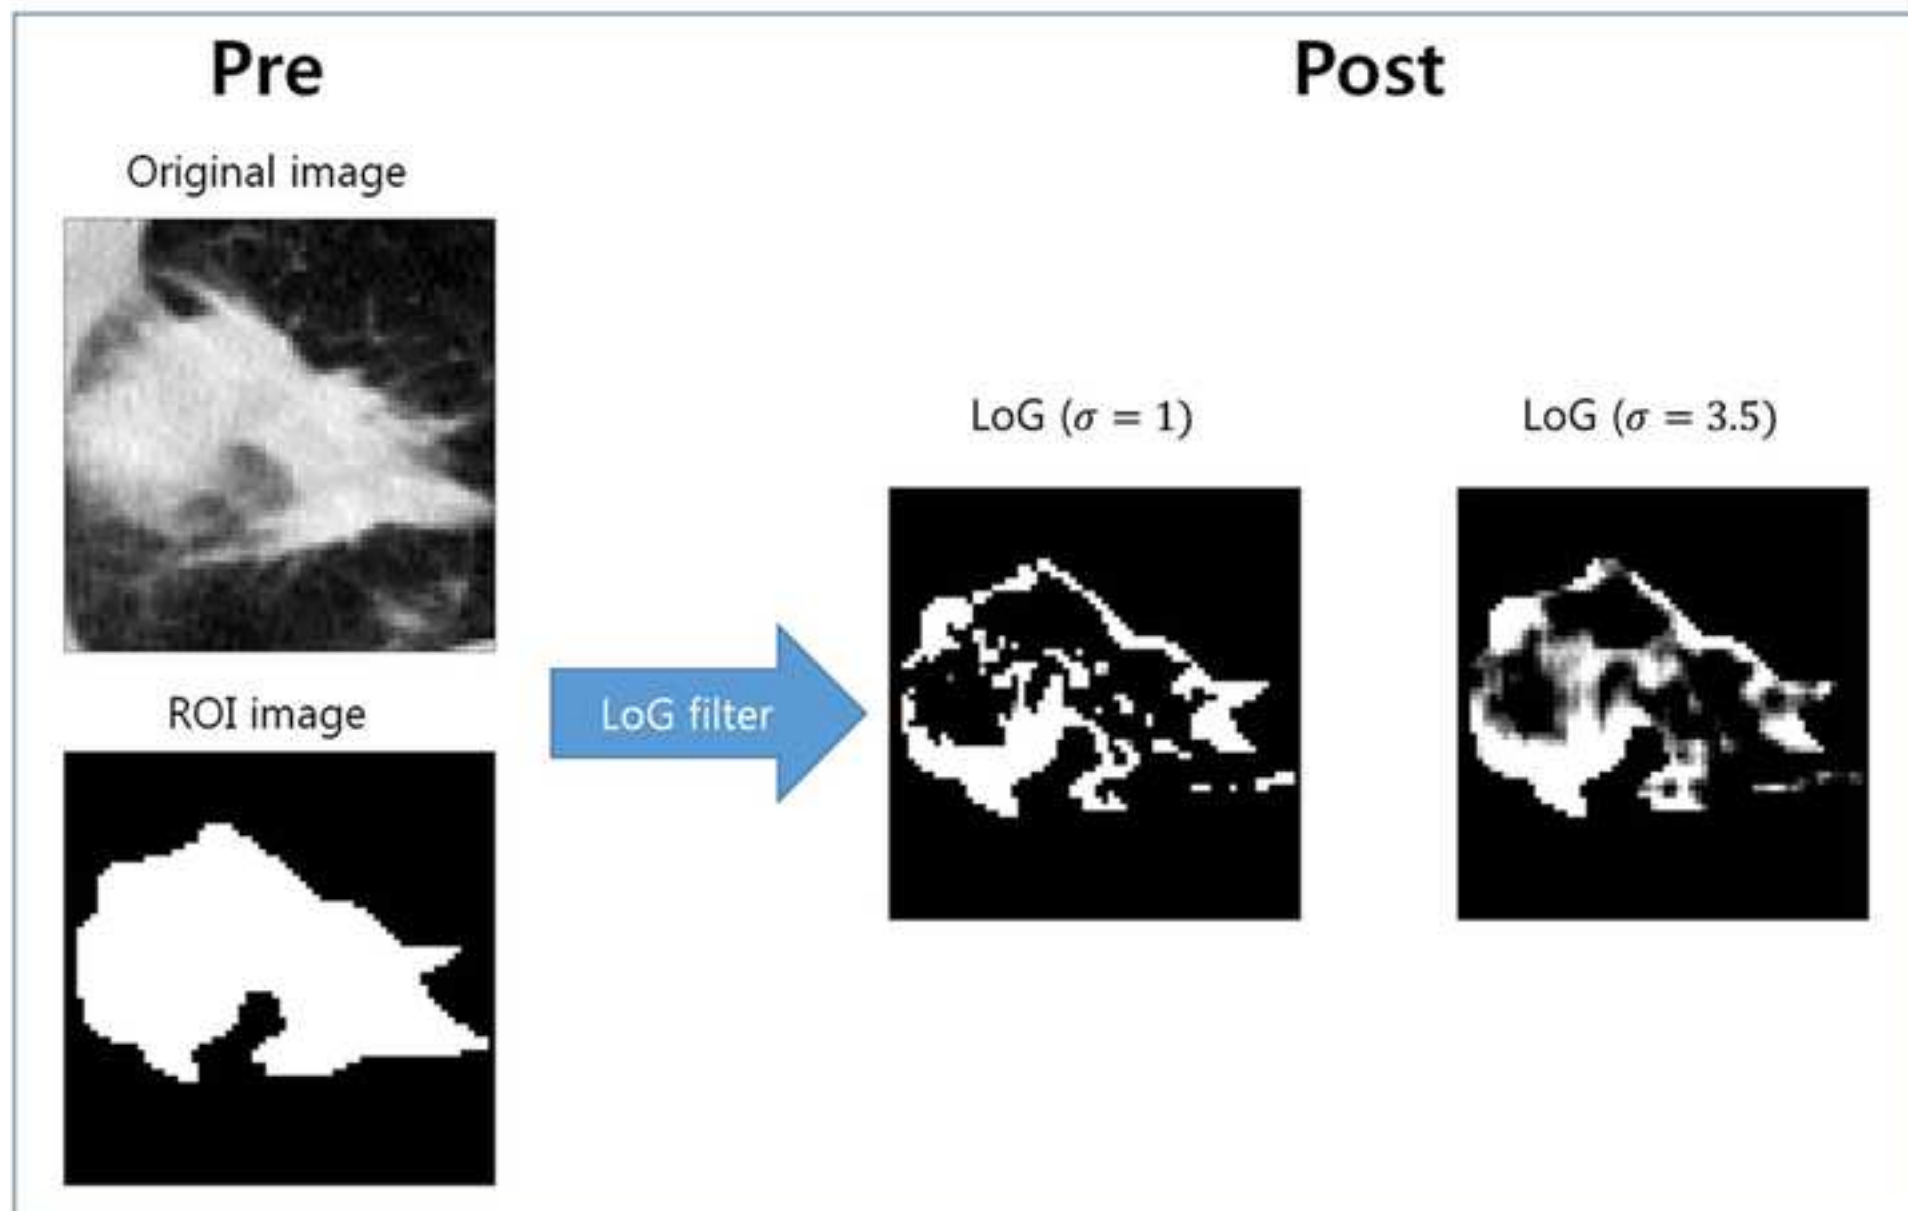 Pre
Post
Original image
LoG (σ = 1)
LoG (σ = 3.5)
ROI image
LoG filter